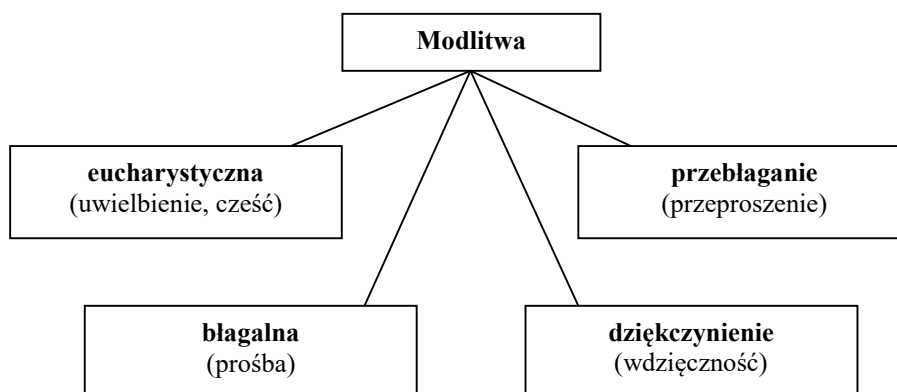 Modlitwa
eucharystyczna
(uwielbienie, cześć)
przebłaganie
(przeproszenie)
błagalna
(prośba)
dziękczynienie
(wdzięczność)